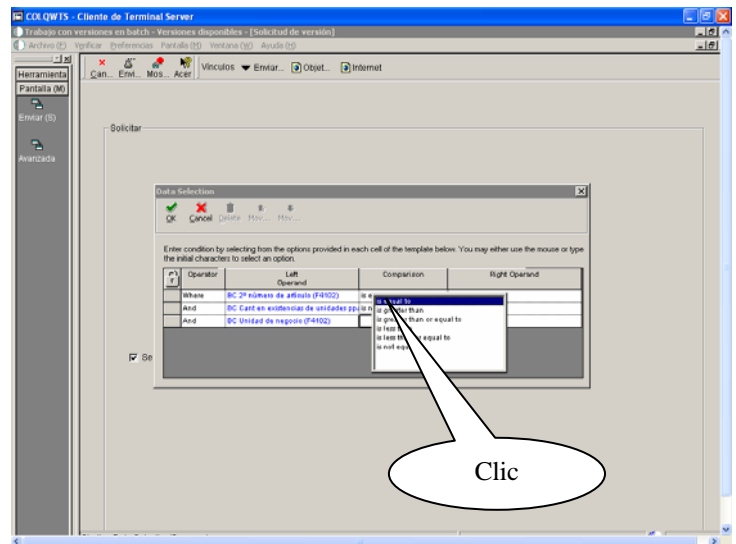 COLQWTS - Cliente de Terminal Server
Trabajo con versiones en batch - Versiones disponibles - [Solicitud de versión]
Archivo (F) Verificar Preferencias Pantalla (M) Ventana (W) Ayuda (H)
Herramienta
Pantalla (M)
Enviar (S)
Avanzada
Cán... Envi... Mos... Acer Vínculos Enviar... Objet... Internet
Solicitar
Data Selection
OK Cancel Delete Mov... Mov...
Enter condition by selecting from the options provided in each cell of the template below. You may either use the mouse or type
the initial characters to select an option.
Operator Left Operand Comparison Right Operand
Where BC 2º número de artículo (F4102) is e
And BC Cant en existencias de unidades ppa is n
And BC Unidad de negocio (F4102)
is equal to
is greater than
is greater than or equal to
is less
is less or equal to
is not equ
Se
Clic